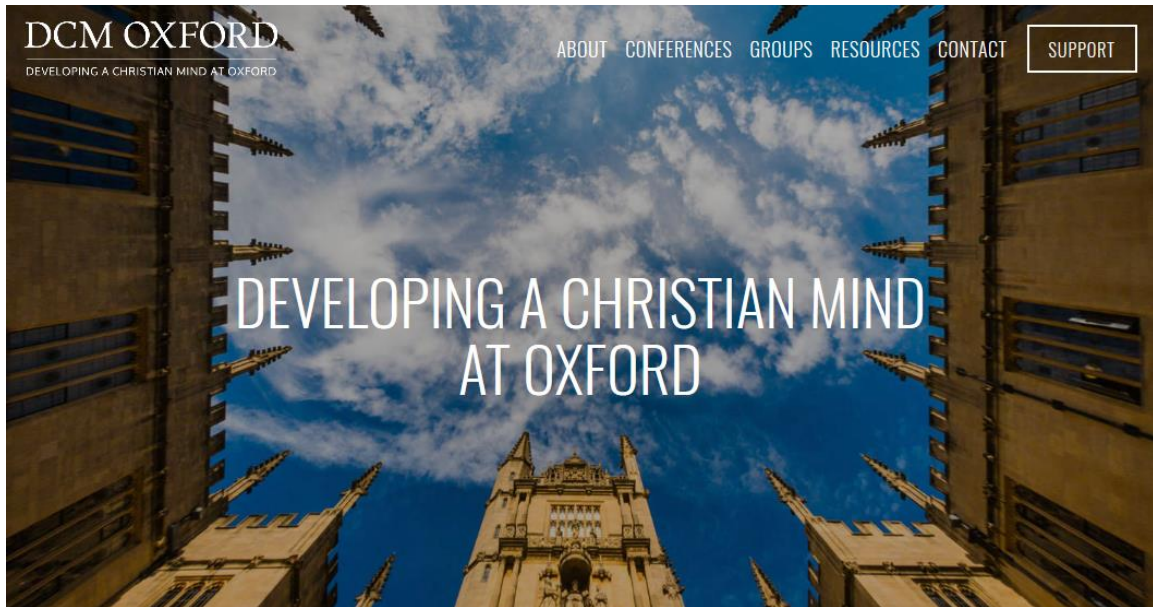 DCM OXFORD
DEVELOPING A CHRISTIAN MIND AT OXFORD
ABOUT CONFERENCES GROUPS RESOURCES CONTACT SUPPORT
DEVELOPING A CHRISTIAN MIND
AT OXFORD